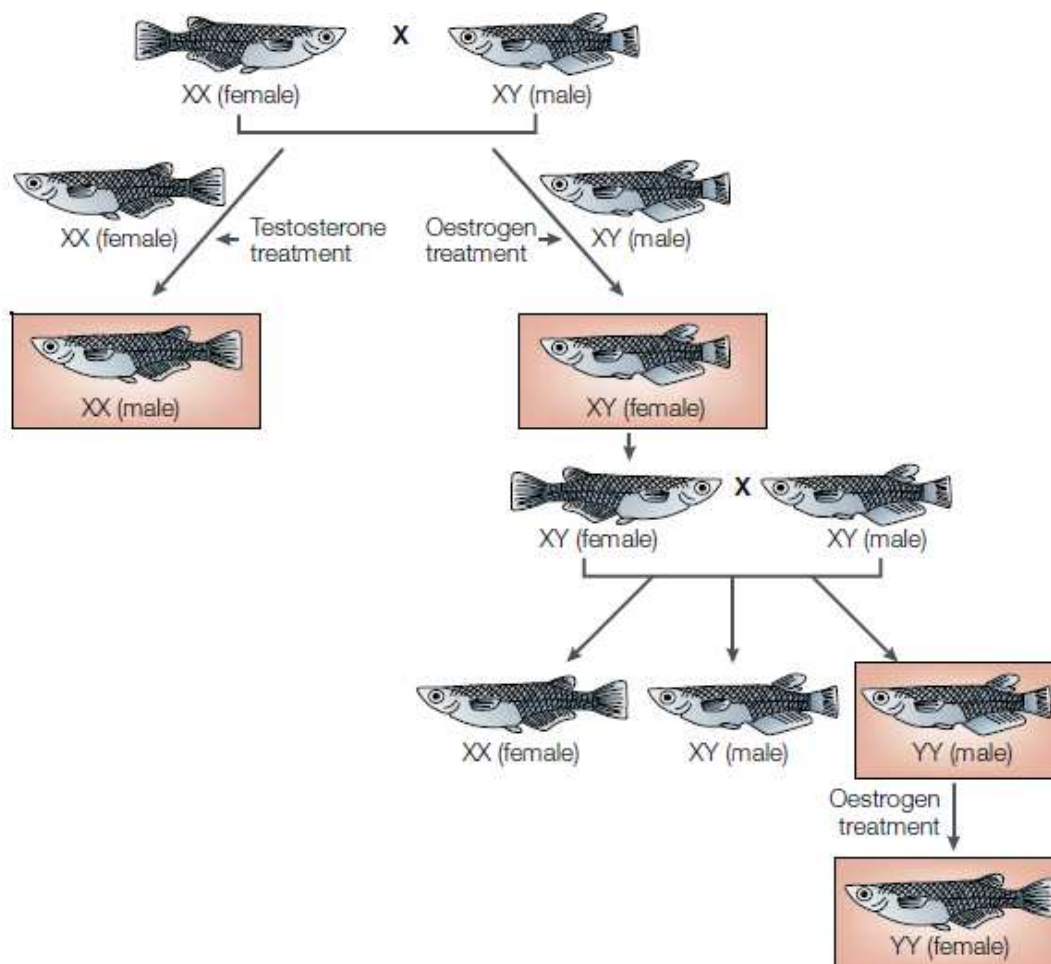 X
XX (female)
XY (male)
XX (female)
Testosterone
treatment
Oestrogen
treatment
XY (male)
XX (male)
XY (female)
X
XY (female)
XY (male)
XX (female)
XY (male)
YY (male)
Oestrogen
treatment
YY (female)